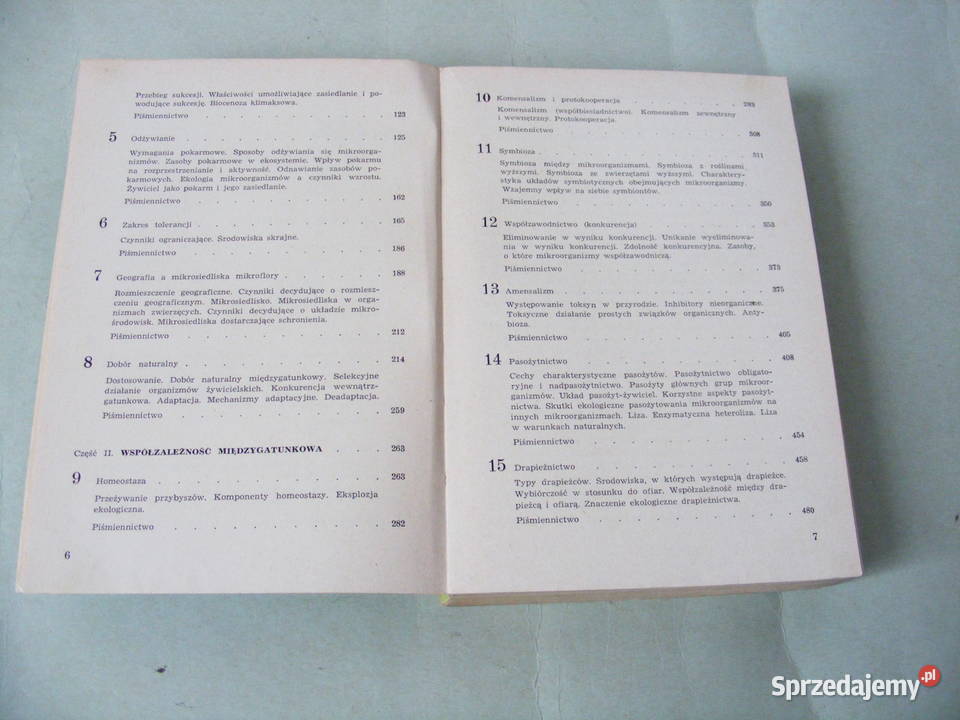 Przebieg sukcesji. Właściwości umożliwiające zasiedlanie i po-
wodujące sukcesję. Biocenoza klimaksowa.
Piśmiennictwo . . . . . . . . . . 123
5 Odżywianie . . . . . . . . . . 125
Wymagania pokarmowe. Sposoby odżywiania się mikroorga-
nizmów. Zasoby pokarmowe w ekosystemie. Wpływ pokarmu
na rozprzestrzenianie i aktywność. Odnawianie zasobów po-
karmowych. Ekologia mikroorganizmów a czynniki wzrostu.
Żywiciel jako pokarm i jego zasiedlanie.
Piśmiennictwo . . . . . . . . . . 162
6 Zakres tolerancji . . . . . . . . . . 165
Czynniki ograniczające. Środowiska skrajne.
Piśmiennictwo . . . . . . . . . . 186
7 Geografia a mikrosiedliska mikroflory . . . . . . 188
Rozmieszczenie geograficzne. Czynniki decydujące o rozmiesz-
czeniu geograficznym. Mikrosiedlisko. Mikrosiedliska w orga-
nizmach zwierzęcych. Czynniki decydujące o układzie mikro-
środowisk. Mikrosiedliska dostarczające schronienia.
Piśmiennictwo . . . . . . . . . . 212
8 Dobór naturalny . . . . . . . . . . 214
Dostosowanie. Dobór naturalny międzygatunkowy. Selekcyjne
działanie organizmów żywicielskich. Konkurencja wewnątrz-
gatunkowa. Adaptacja. Mechanizmy adaptacyjne. Deadaptacja.
Piśmiennictwo . . . . . . . . . . 259
Część II. WSPÓŁZALEŻNOŚĆ MIĘDZYGATUNKOWA . . . 263
9 Homeostaza . . . . . . . . . . 263
Przeżywanie przybyszów. Komponenty homeostazy. Eksplozja
ekologiczna.
Piśmiennictwo . . . . . . . . . . 282
6
10 Komensalizm i protokooperacja . . . . . . . 293
Komensalizm (współbiesiadnictwo). Komensalizm zewnętrzny
i wewnętrzny. Protokooperacja.
Piśmiennictwo . . . . . . . . . . 308
11 Symbioza . . . . . . . . . . 311
Symbioza między mikroorganizmami. Symbioza z roślinami
wyższymi. Symbioza ze zwierzętami wyższymi. Charaktery-
styka układów symbiotycznych obejmujących mikroorganizmy.
Wzajemny wpływ na siebie symbiontów.
Piśmiennictwo . . . . . . . . . . 350
12 Współzawodnictwo (konkurencja) . . . . . . . 353
Eliminowanie w wyniku konkurencji. Unikanie wyeliminowa-
nia w wyniku konkurencji. Zdolność konkurencyjna. Zasoby,
o które mikroorganizmy współzawodniczą.
Piśmiennictwo . . . . . . . . . . 373
13 Amensalizm . . . . . . . . . . 375
Występowanie toksyn w przyrodzie. Inhibitory nieorganiczne.
Toksyczne działanie prostych związków organicznych. Anty-
bioza.
Piśmiennictwo . . . . . . . . . . 405
14 Pasożytnictwo . . . . . . . . . . 408
Cechy charakterystyczne pasożytów. Pasożytnictwo obligato-
ryjne i nadpasożytnictwo. Pasożyty głównych grup mikroor-
ganizmów. Układ pasożyt-żywiciel. Korzystne aspekty pasożyt-
nictwa. Skutki ekologiczne pasożytowania mikroorganizmów na
innych mikroorganizmach. Liza. Enzymatyczna heteroliza. Liza
w warunkach naturalnych.
Piśmiennictwo . . . . . . . . . . 454
15 Drapieżnictwo . . . . . . . . . . 458
Typy drapieżców. Środowiska, w których występują drapieżce.
Wybiórczość w stosunku do ofiar. Współzależność między dra-
pieżcą i ofiarą. Znaczenie ekologiczne drapieżnictwa.
Piśmiennictwo . . . . . . . . . . 480
7
Sprzedajemy.pl